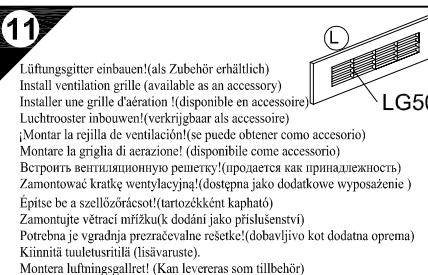 11
L
Lüftungsgitter einbauen!(als Zubehör erhältlich)
Install ventilation grille (available as an accessory)
Installer une grille d'aération !(disponible en accessoire)
LG50
Luchtrooster inbouwen!(verkrijgbaar als accessoire)
¡Montar la rejilla de ventilación!(se puede obtener como accesorio)
Montare la griglia di aerazione! (disponibile come accessorio)
Встроить вентиляционную решетку!(продается как принадлежность)
Zamontować kratkę wentylacyjną!(dostępna jako dodatkowe wyposażenie )
Építse be a szellőzőrácsot!(tartozékként kapható)
Zamontujte větrací mřížku(k dodání jako příslušenství)
Potrebna je vgradnja prezračevalne rešetke!(dobavljivo kot dodatna oprema)
Kiinnitä tuuletusritilä (lisävaruste).
Montera luftningsgallret! (Kan levereras som tillbehör)